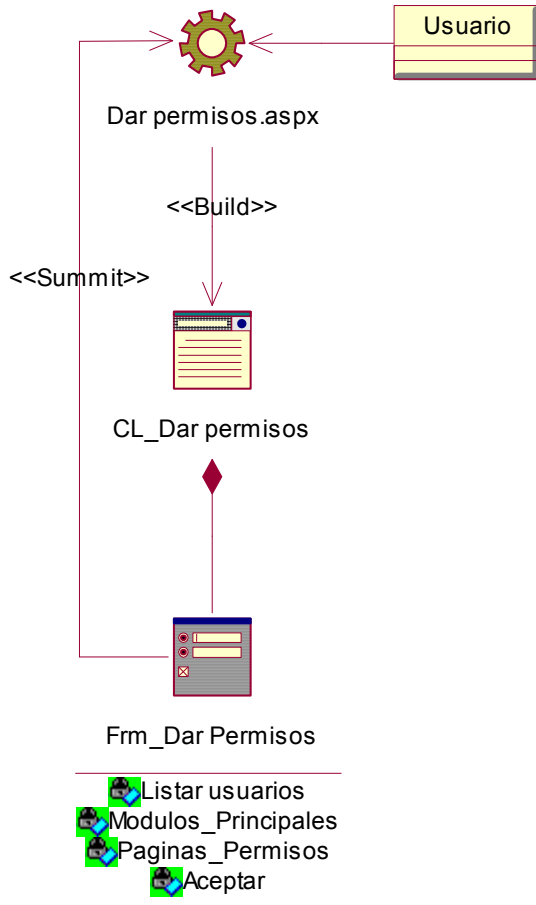 Usuario
Dar permisos.aspx
<<Build>>
<<Summit>>
CL_Dar permisos
Frm_Dar Permisos
Listar usuarios
Modulos_Principales
Paginas_Permisos
Aceptar